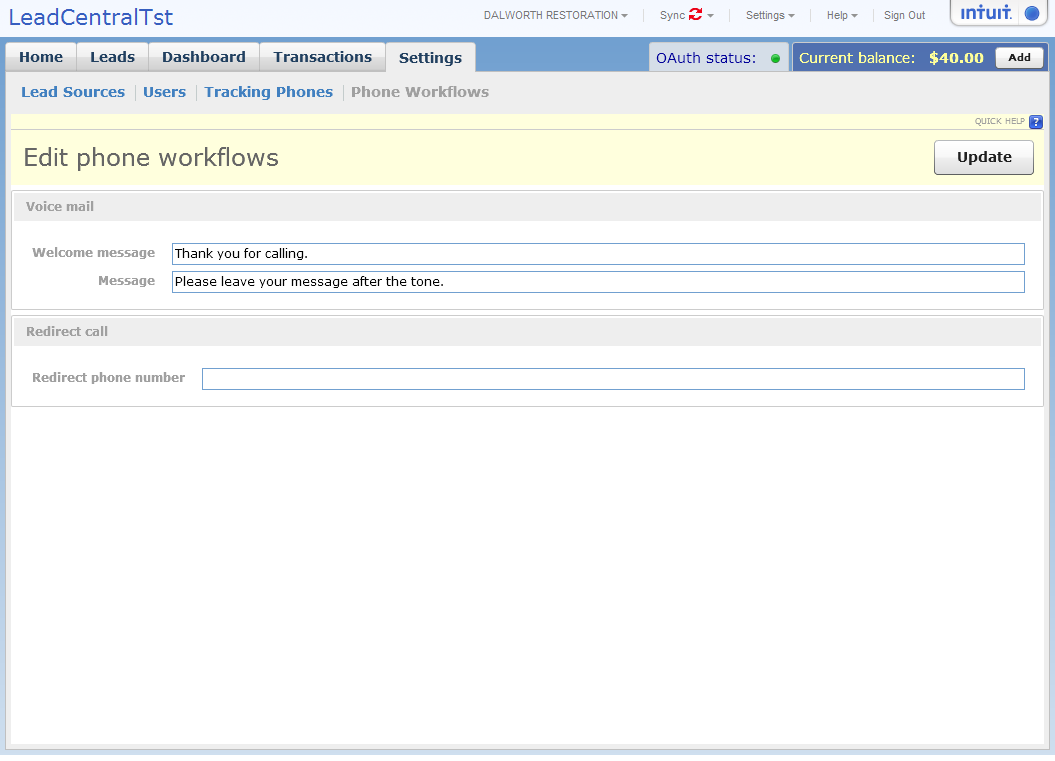 LeadCentralTst
DALWORTH RESTORATION Sync Settings Help Sign Out intuit.
Home Leads Dashboard Transactions Settings OAuth status: Current balance: $40.00 Add
Lead Sources Users Tracking Phones Phone Workflows
QUICK HELP ?
Edit phone workflows Update
Voice mail
Welcome message Thank you for calling.
Message Please leave your message after the tone.
Redirect call
Redirect phone number